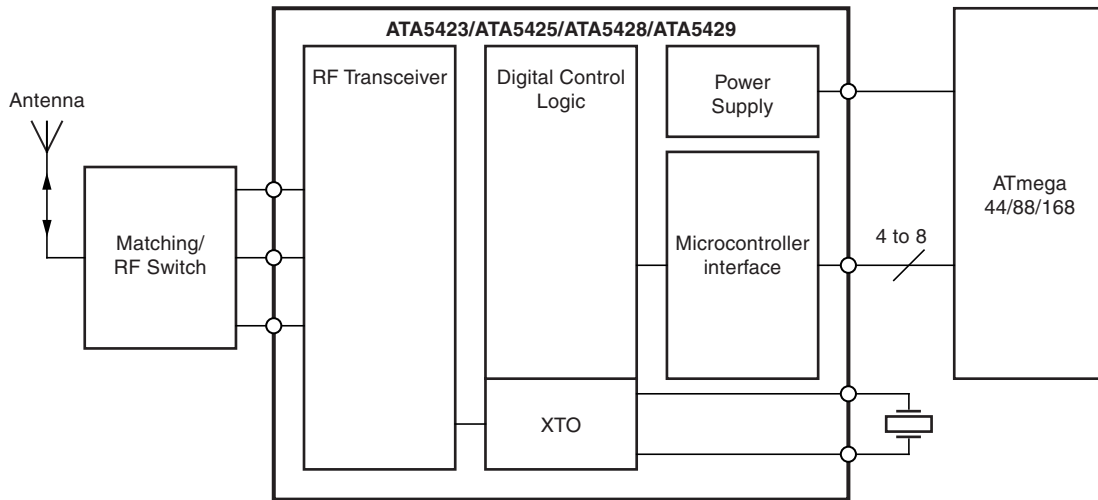 ATA5423/ATA5425/ATA5428/ATA5429
RF Transceiver
Digital Control
Logic
Power
Supply
Antenna
ATmega
44/88/168
Matching/
RF Switch
Microcontroller
interface
4 to 8
XTO